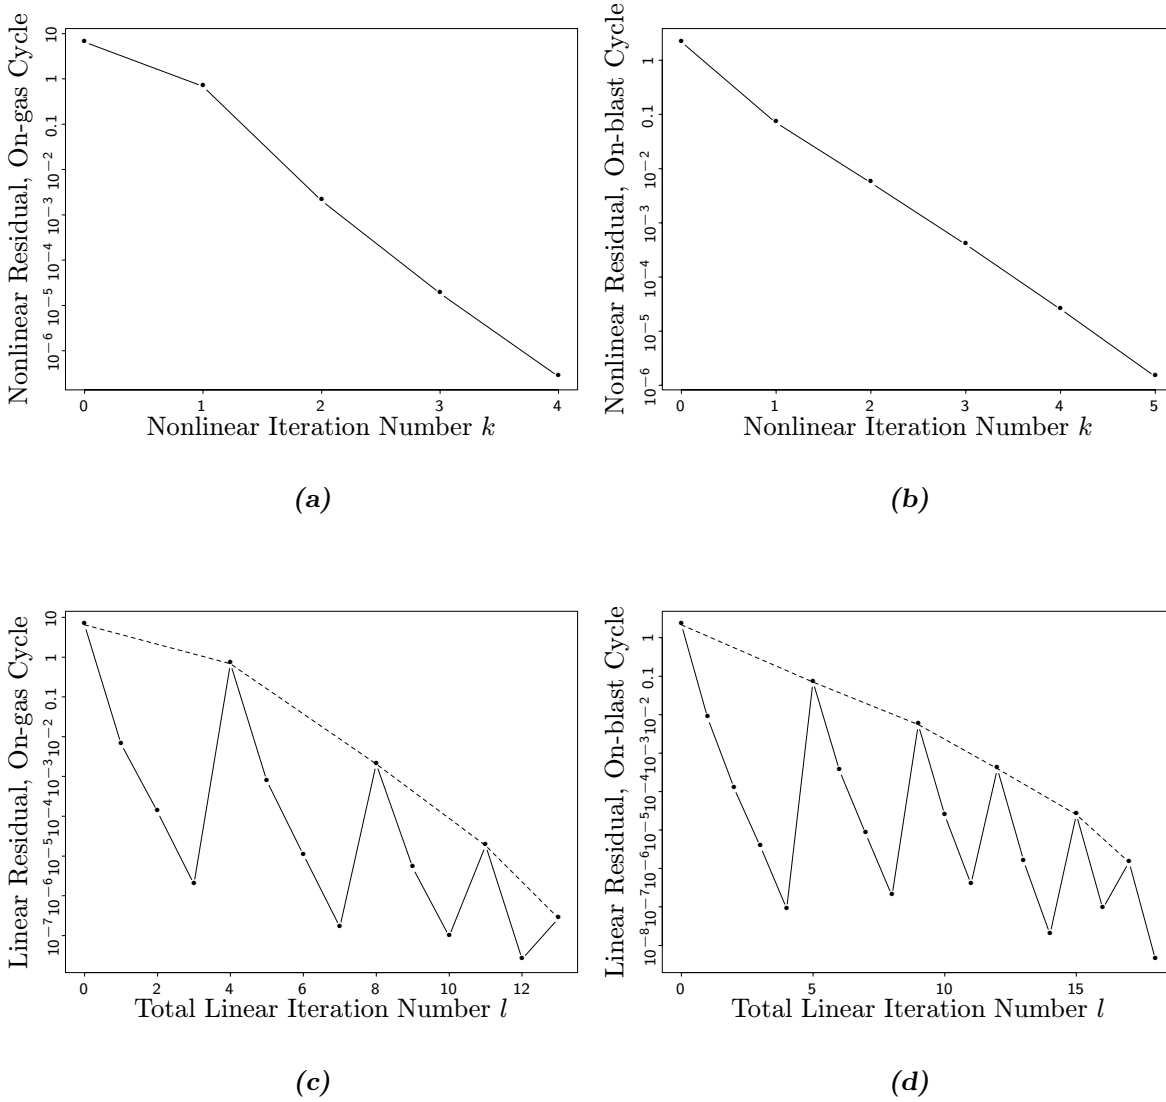 Nonlinear Residual, On-gas Cycle
10
1
0.1
10−2
10−3
10−4
10−5
10−6
0 1 2 3 4
Nonlinear Iteration Number k
(a)
Nonlinear Residual, On-blast Cycle
1
0.1
10−2
10−3
10−4
10−5
10−6
0 1 2 3 4 5
Nonlinear Iteration Number k
(b)
Linear Residual, On-gas Cycle
10
1
0.1
10−2
10−3
10−4
10−5
10−6
10−7
0 2 4 6 8 10 12
Total Linear Iteration Number l
(c)
Linear Residual, On-blast Cycle
1
0.1
10−2
10−3
10−4
10−5
10−6
10−7
10−8
0 5 10 15
Total Linear Iteration Number l
(d)